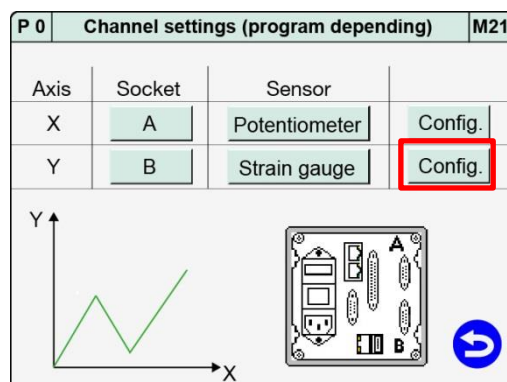 P 0 Channel settings (program depending) M21
Axis Socket Sensor
X A Potentiometer Config.
Y B Strain gauge Config.
Y
A
B
X